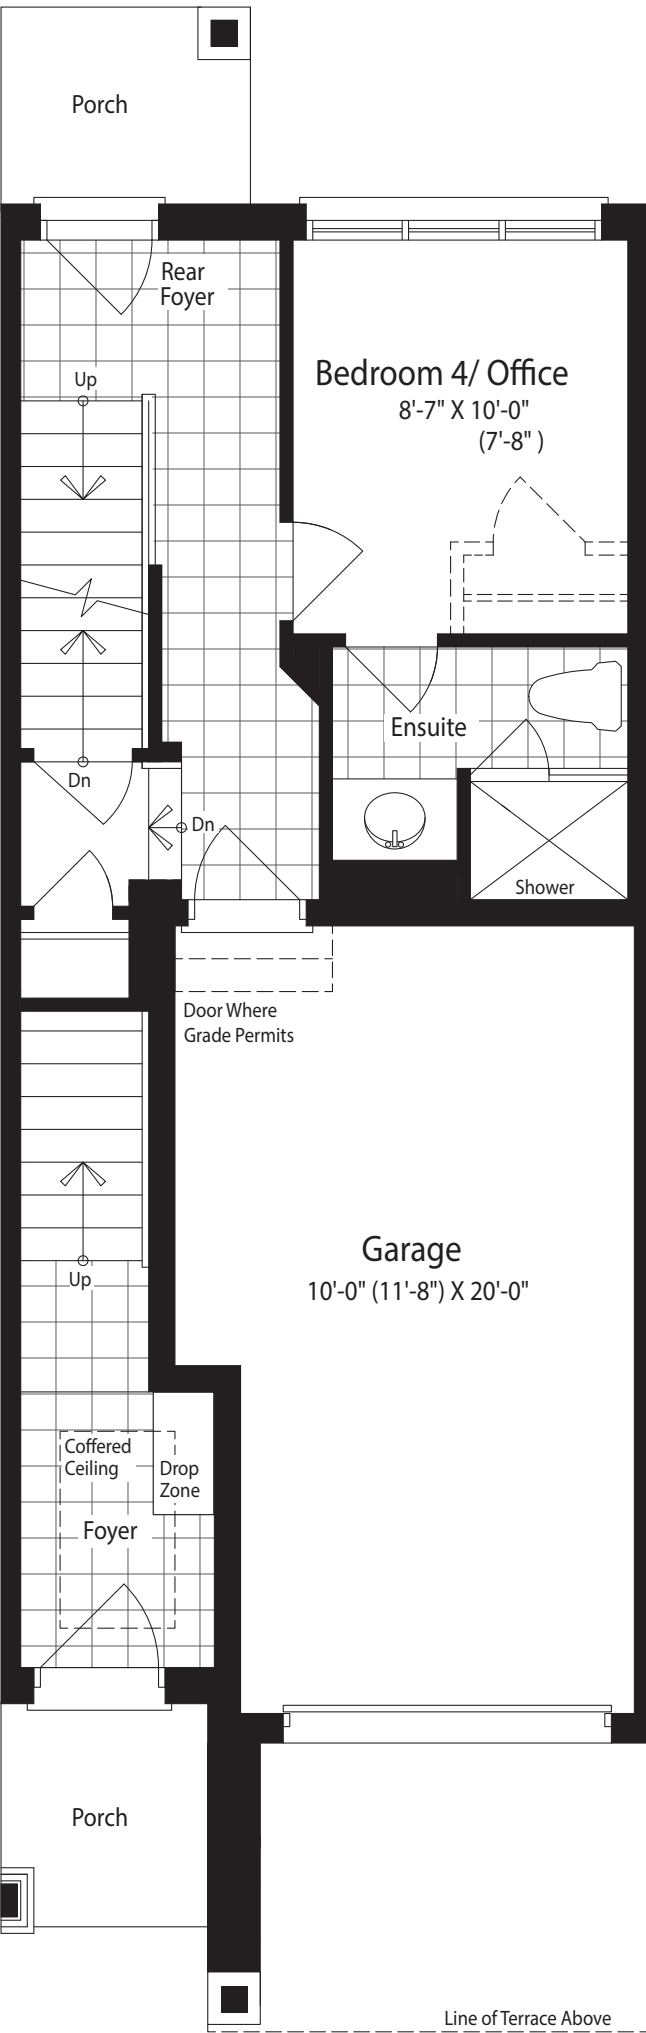 Porch
Rear
Foyer
Up
Bedroom 4/ Office
8'-7" X 10'-0"
(7'-8" )
Ensuite
Dn
Dn
Shower
Door Where
Grade Permits
Garage
10'-0" (11'-8") X 20'-0"
Up
Coffered
Ceiling
Drop
Zone
Foyer
Porch
Line of Terrace Above